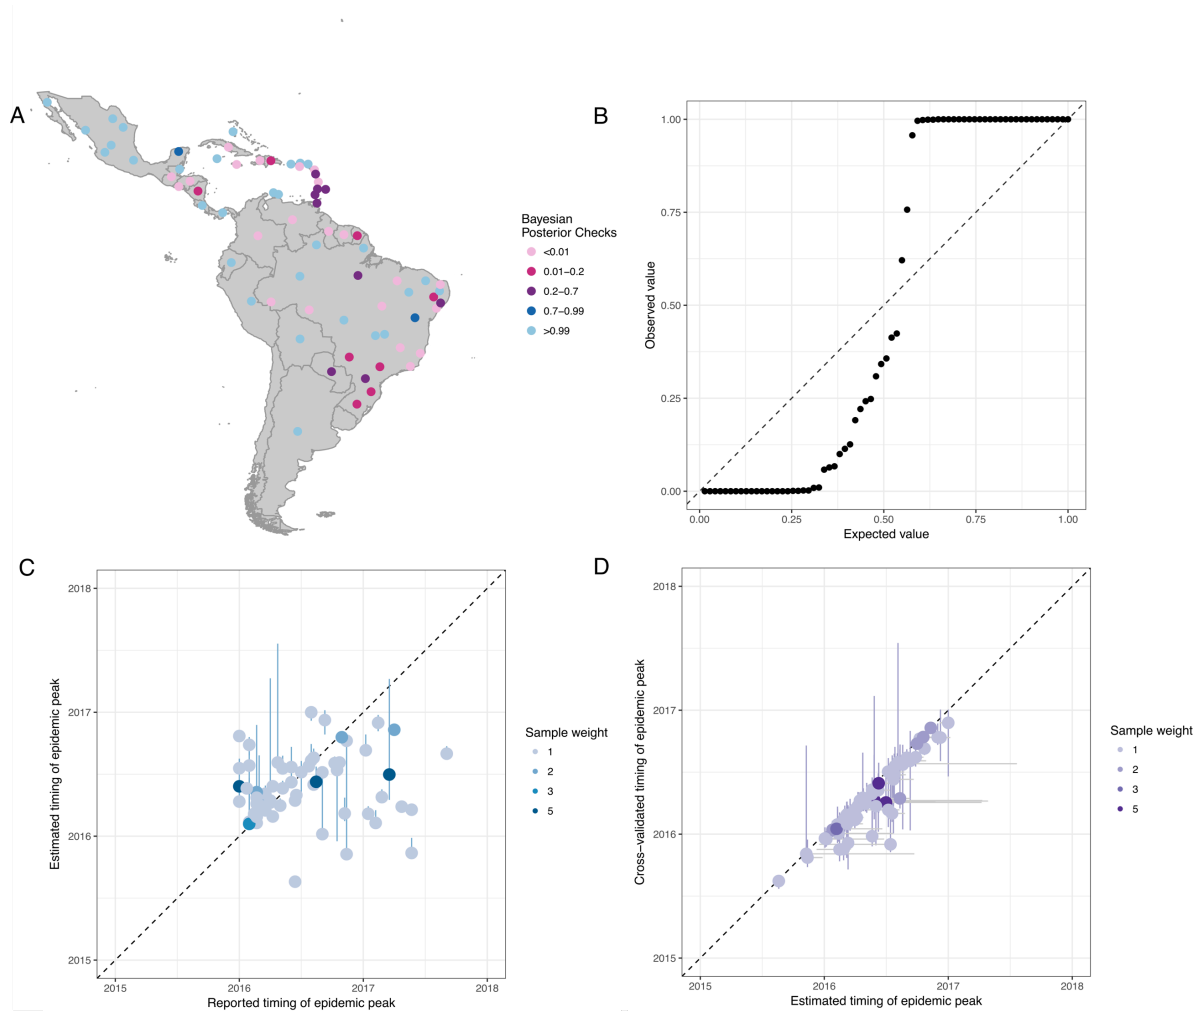 A
Bayesian
Posterior Checks
<0.01
0.01−0.2
0.2−0.7
0.7−0.99
>0.99
B
Observed value
1.00
0.75
0.50
0.25
0.00
0.00 0.25 0.50 0.75 1.00
Expected value
C
Estimated timing of epidemic peak
2018
2017
2016
2015
2015 2016 2017 2018
Reported timing of epidemic peak
Sample weight
1
2
3
5
D
Cross−validated timing of epidemic peak
2018
2017
2016
2015
2015 2016 2017 2018
Estimated timing of epidemic peak
Sample weight
1
2
3
5